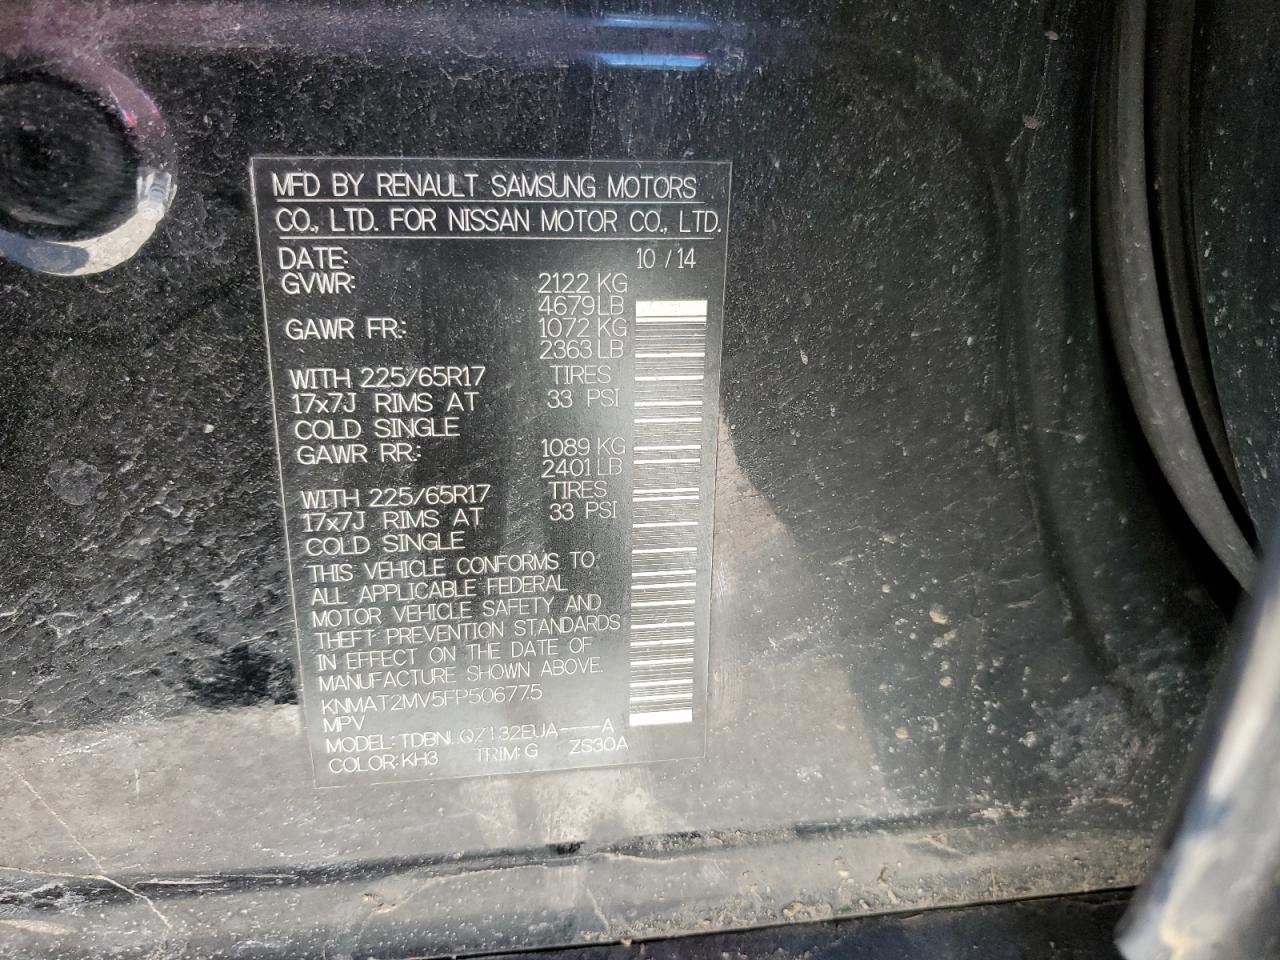 MFD BY RENAULT SAMSUNG MOTORS
CO., LTD. FOR NISSAN MOTOR CO., LTD.
DATE: 10 / 14
GVWR: 2122 KG
4679 LB
GAWR FR: 1072 KG
2363 LB
WITH 225/65R17 TIRES
17x7J RIMS AT 33 PSI
COLD SINGLE
GAWR RR: 1089 KG
2401 LB
WITH 225/65R17 TIRES
17x7J RIMS AT 33 PSI
COLD SINGLE
THIS VEHICLE CONFORMS TO
ALL APPLICABLE FEDERAL
MOTOR VEHICLE SAFETY AND
THEFT PREVENTION STANDARDS
IN EFFECT ON THE DATE OF
MANUFACTURE SHOWN ABOVE.
KNMAT2MV5FP506775
MPV
MODEL: A
COLOR: KH3 TRIM: G ZS30A